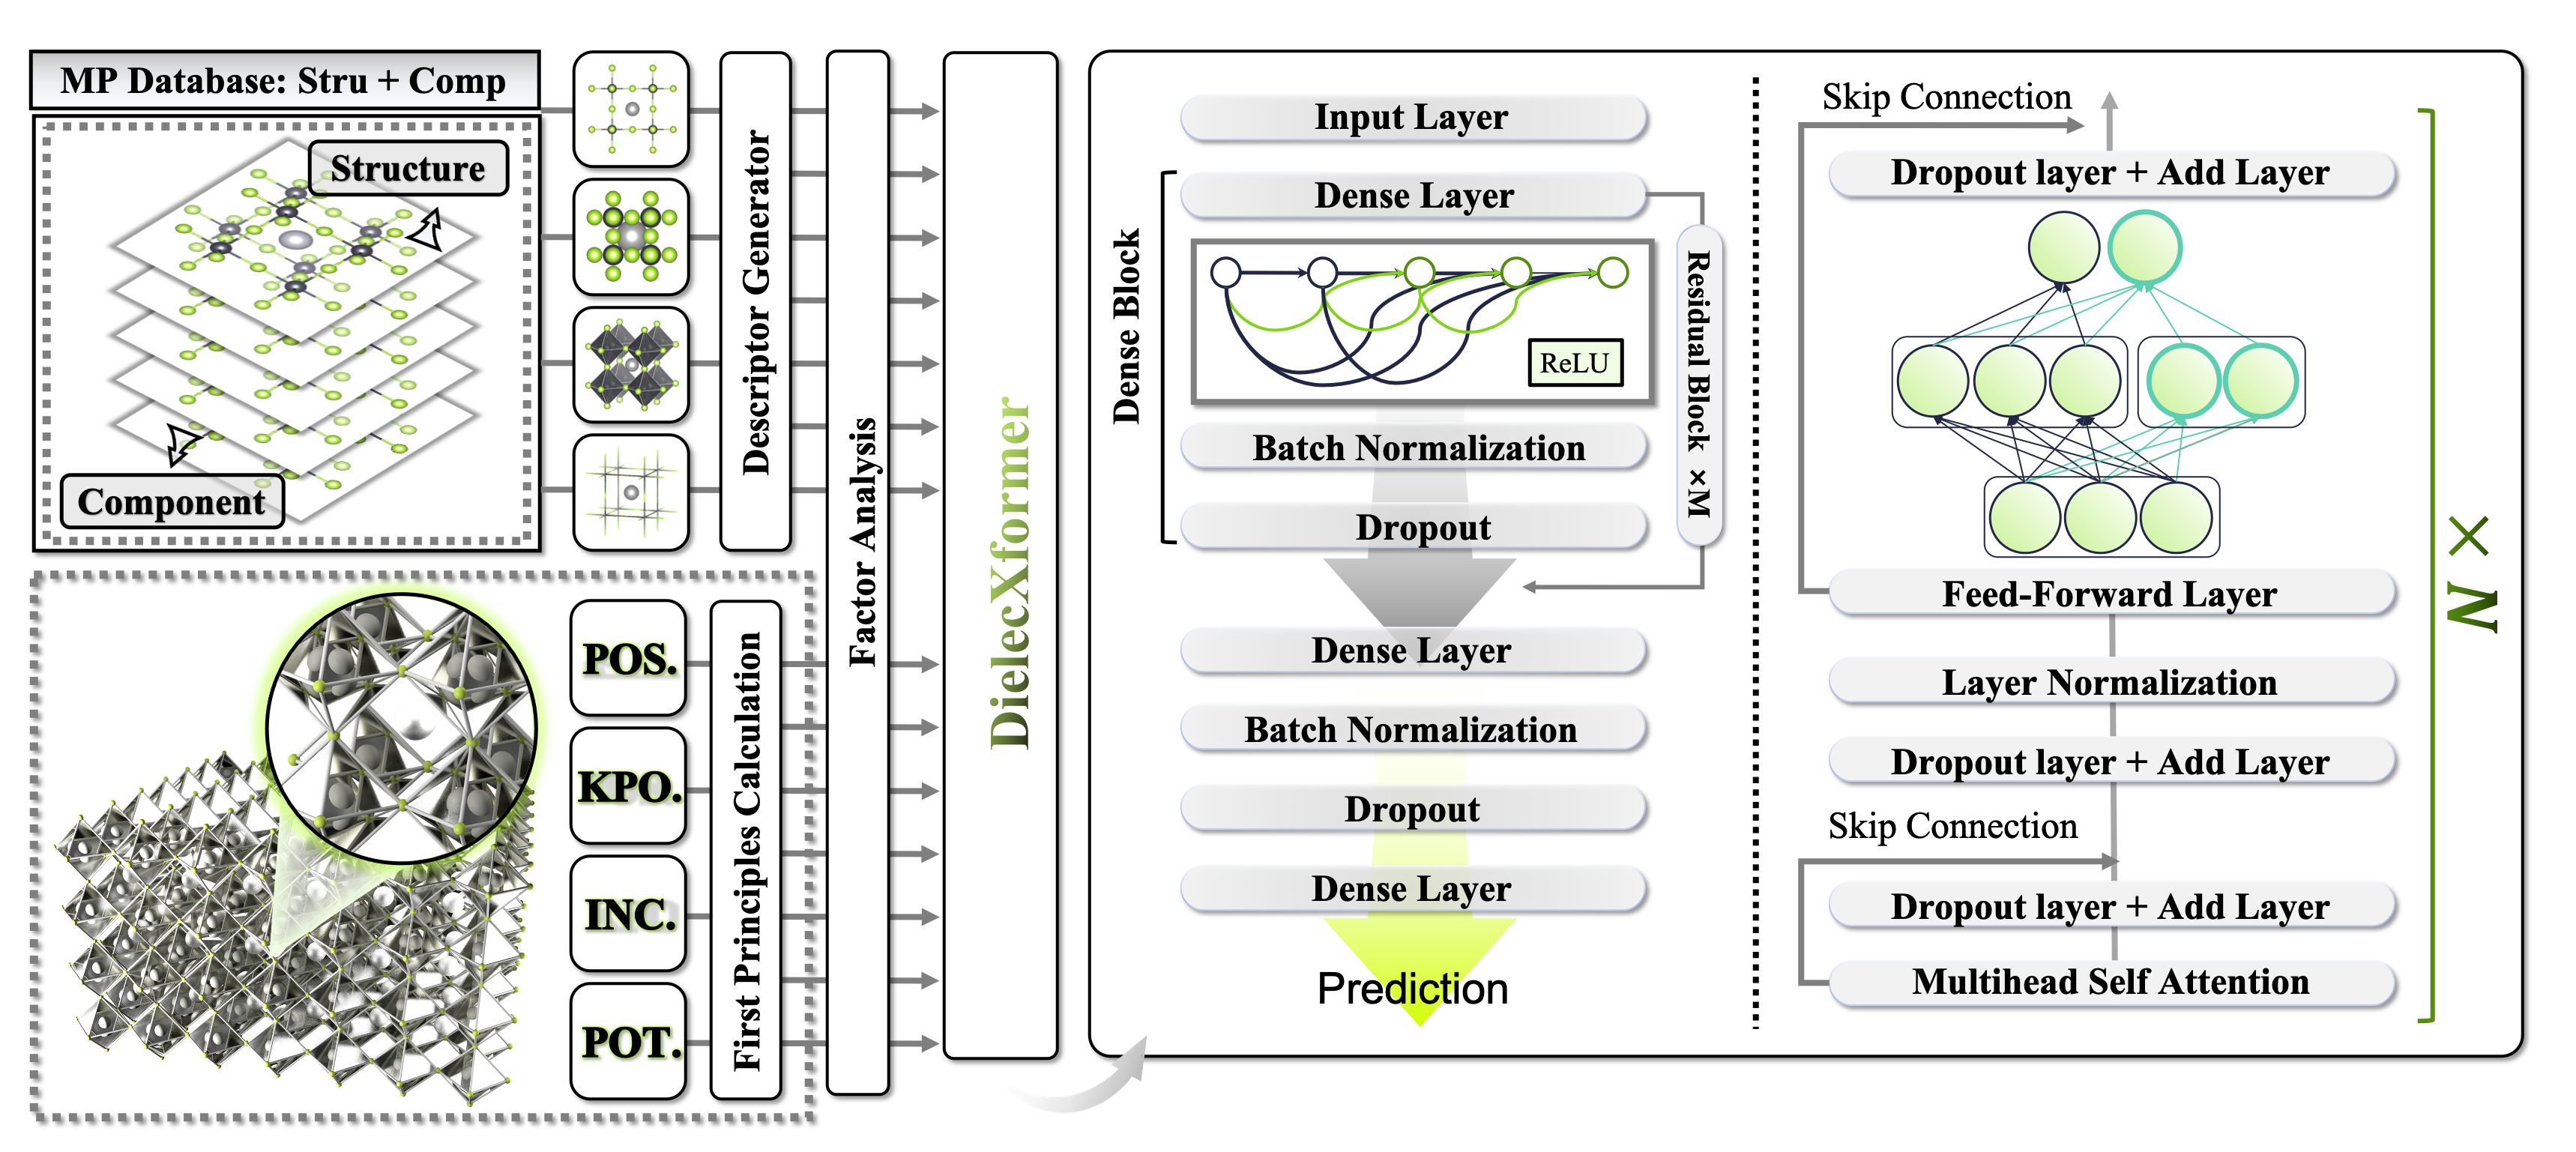 MP Database: Stru + Comp
Structure
Component
Descriptor Generator
POS.
KPO.
INC.
POT.
First Principles Calculation
Factor Analysis
DielecXformer
Input Layer
Dense Layer
Dense Block
ReLU
Batch Normalization
Dropout
Residual Block ×M
Dense Layer
Batch Normalization
Dropout
Dense Layer
Prediction
Skip Connection
Dropout layer + Add Layer
Feed-Forward Layer
Layer Normalization
Dropout layer + Add Layer
Skip Connection
Dropout layer + Add Layer
Multihead Self Attention
N ×